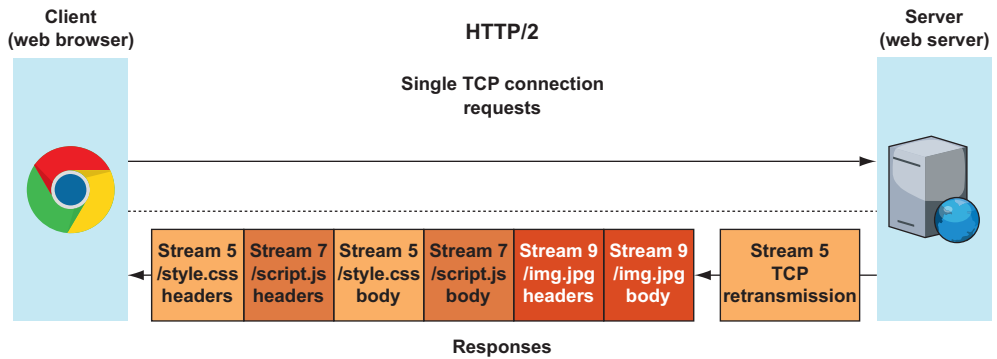 Client
(web browser)
HTTP/2
Server
(web server)
Single TCP connection
requests
Stream 5
/style.css
headers
Stream 7
/script.js
headers
Stream 5
/style.css
body
Stream 7
/script.js
body
Stream 9
/img.jpg
headers
Stream 9
/img.jpg
body
Stream 5
TCP
retransmission
Responses